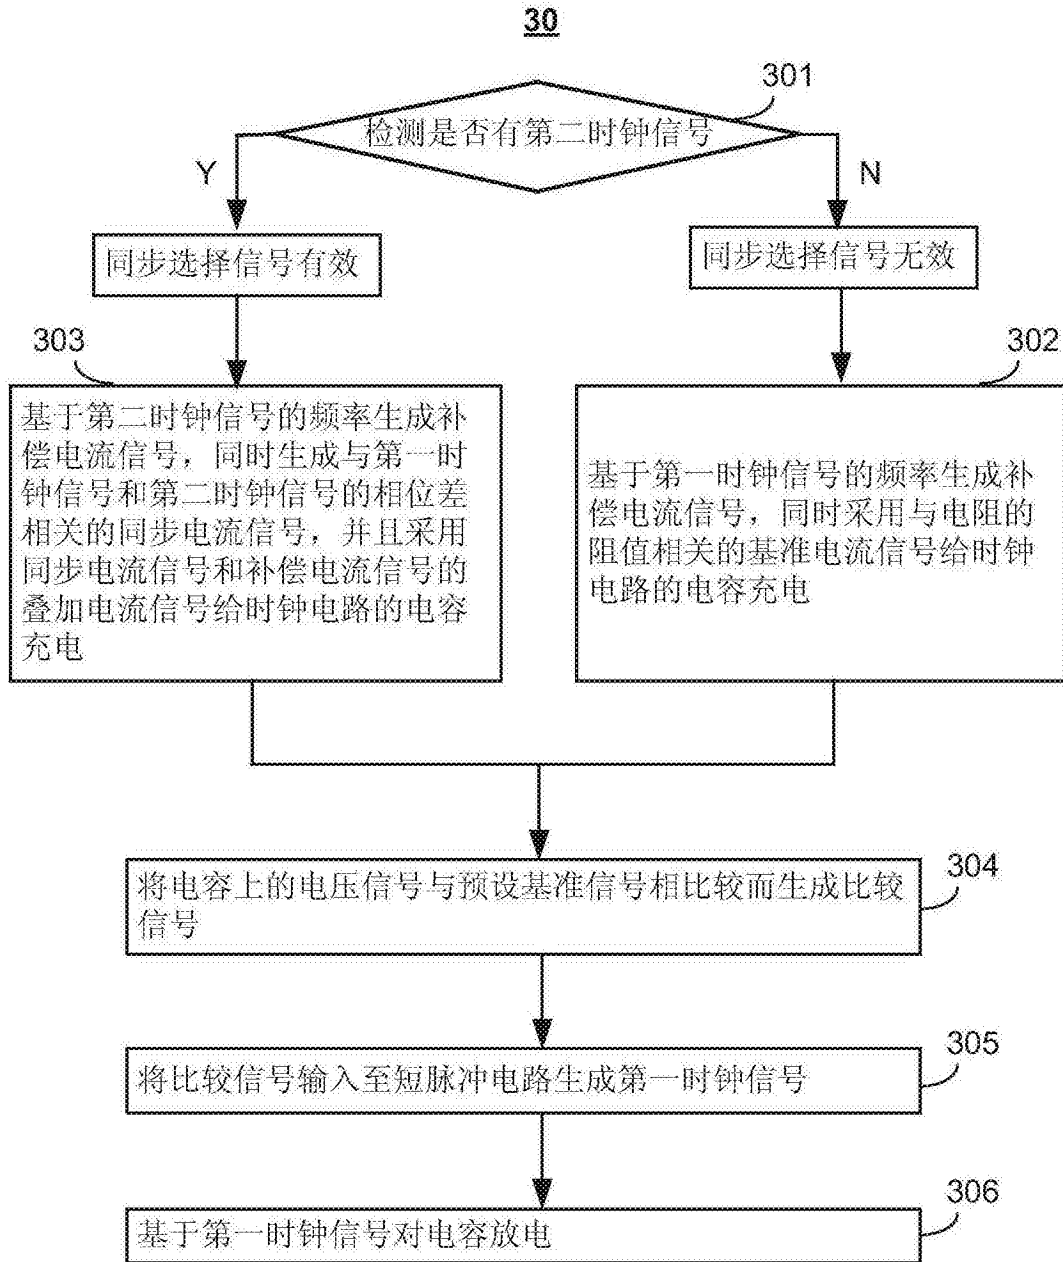 30
301
检测是否有第二时钟信号
Y
N
同步选择信号有效
同步选择信号无效
303
302
基于第二时钟信号的频率生成补
偿电流信号，同时生成与第一时
钟信号和第二时钟信号的相位差
相关的同步电流信号，并且采用
同步电流信号和补偿电流信号的
叠加电流信号给时钟电路的电容
充电
基于第一时钟信号的频率生成补
偿电流信号，同时采用与电阻的
阻值相关的基准电流信号给时钟
电路的电容充电
304
将电容上的电压信号与预设基准信号相比较而生成比较
信号
305
将比较信号输入至短脉冲电路生成第一时钟信号
306
基于第一时钟信号对电容放电